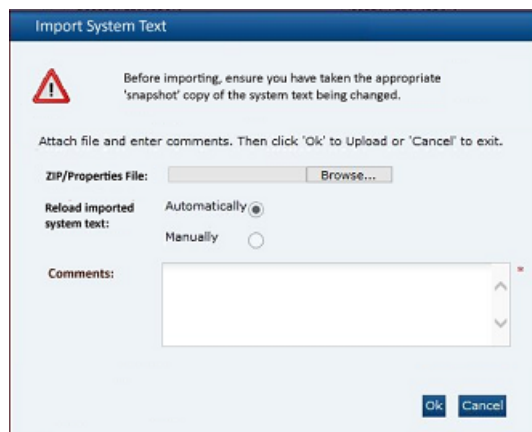 Import System Text
Before importing, ensure you have taken the appropriate
'snapshot' copy of the system text being changed.
Attach file and enter comments. Then click 'Ok' to Upload or 'Cancel' to exit.
ZIP/Properties File: Browse...
Reload imported Automatically
system text:
Manually
Comments: *
Ok Cancel